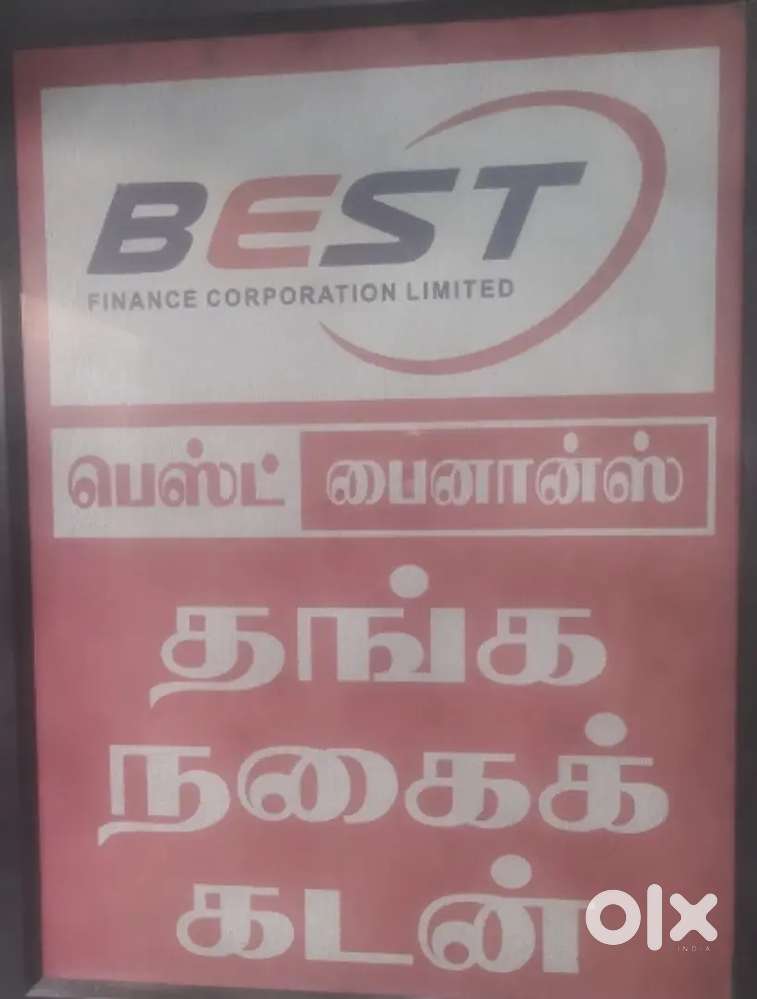 BEST
FINANCE CORPORATION LIMITED
பெஸ்ட் பைனான்ஸ்
தங்க
நகைக்
கடன்
olx
INDIA